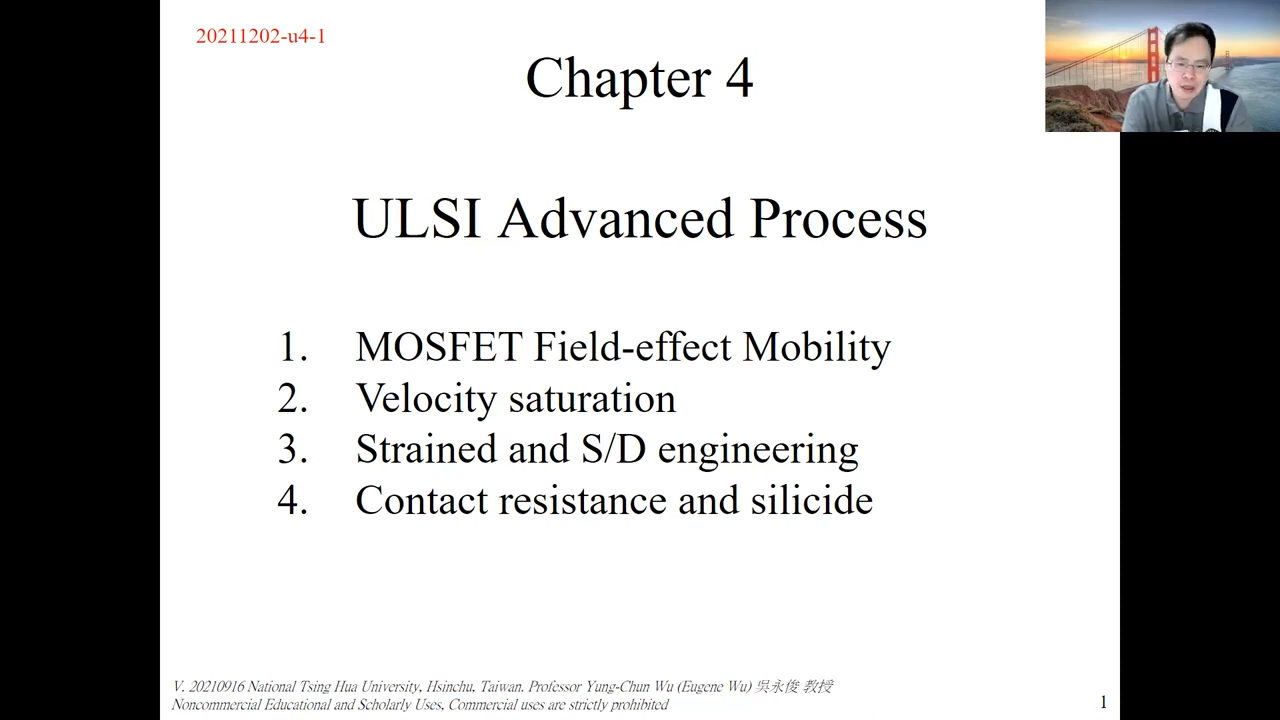 20211202-u4-1
Chapter 4
ULSI Advanced Process
1. MOSFET Field-effect Mobility
2. Velocity saturation
3. Strained and S/D engineering
4. Contact resistance and silicide
V. 20210916 National Tsing Hua University, Hsinchu, Taiwan. Professor Yung-Chun Wu (Eugene Wu) 吳永俊 教授
Noncommercial Educational and Scholarly Uses, Commercial uses are strictly prohibited
1